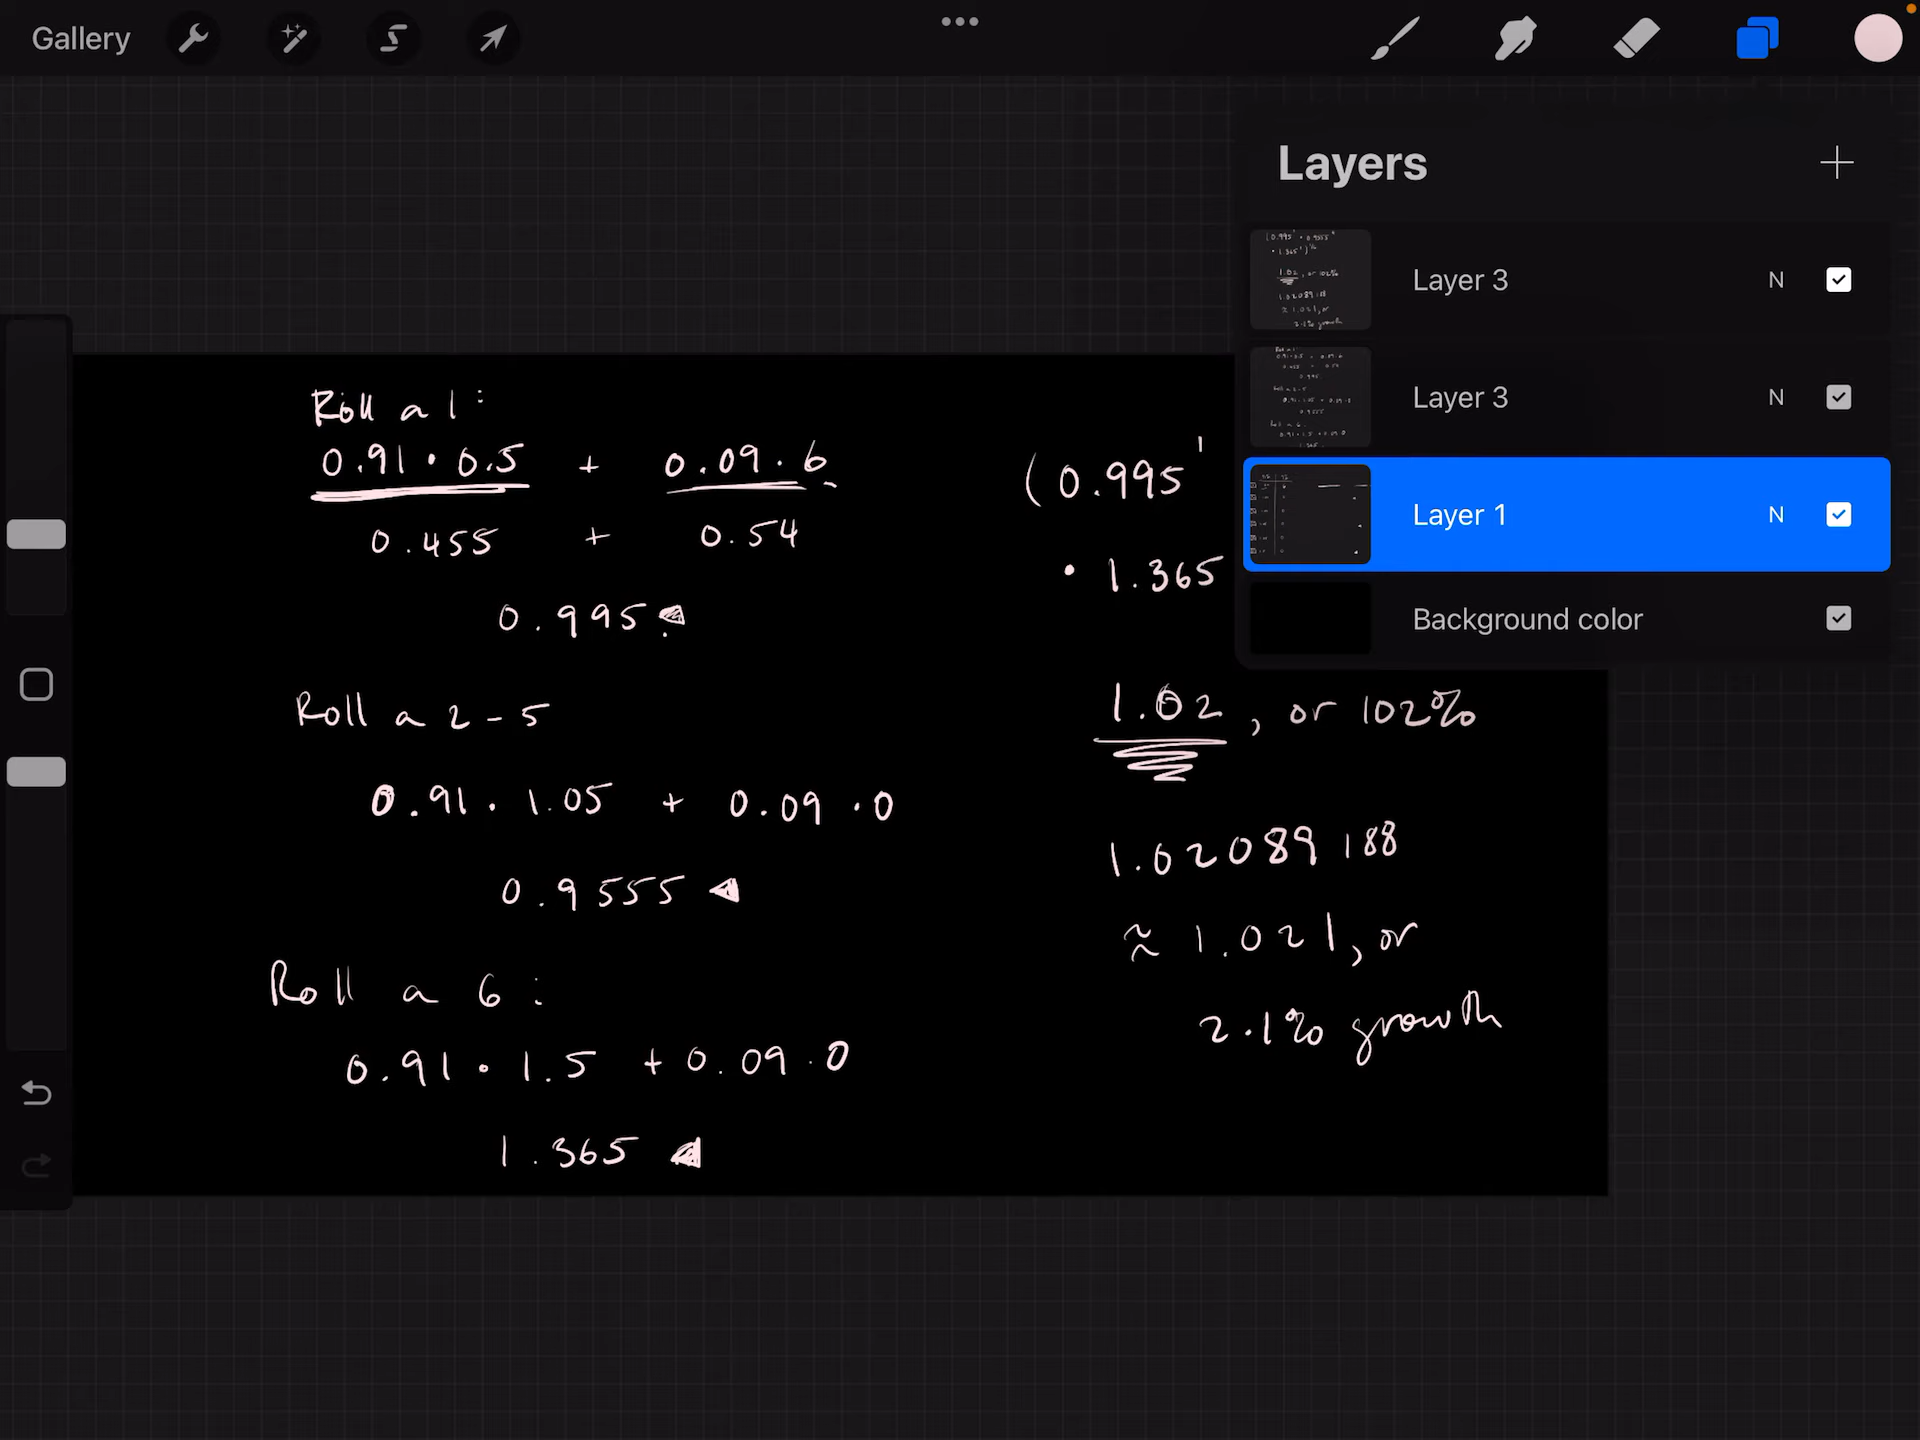 Gallery
Roll a 1:
0.91 · 0.5 + 0.09 · 6
0.455 + 0.54
0.995
Roll a 2 - 5
0.91 · 1.05 + 0.09 · 0
0.9555
Roll a 6:
0.91 · 1.5 + 0.09 · 0
1.365
(0.995¹
· 1.365
1.02, or 102%
1.02089188
≈ 1.021, or
2.1% growth
Layers
Layer 3 N
Layer 3 N
Layer 1 N
Background color